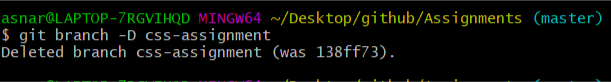 asnar@LAPTOP-7RGVIHQD MINGW64 ~/Desktop/github/Assignments (master)
$ git branch -D css-assignment
Deleted branch css-assignment (was 138ff73).